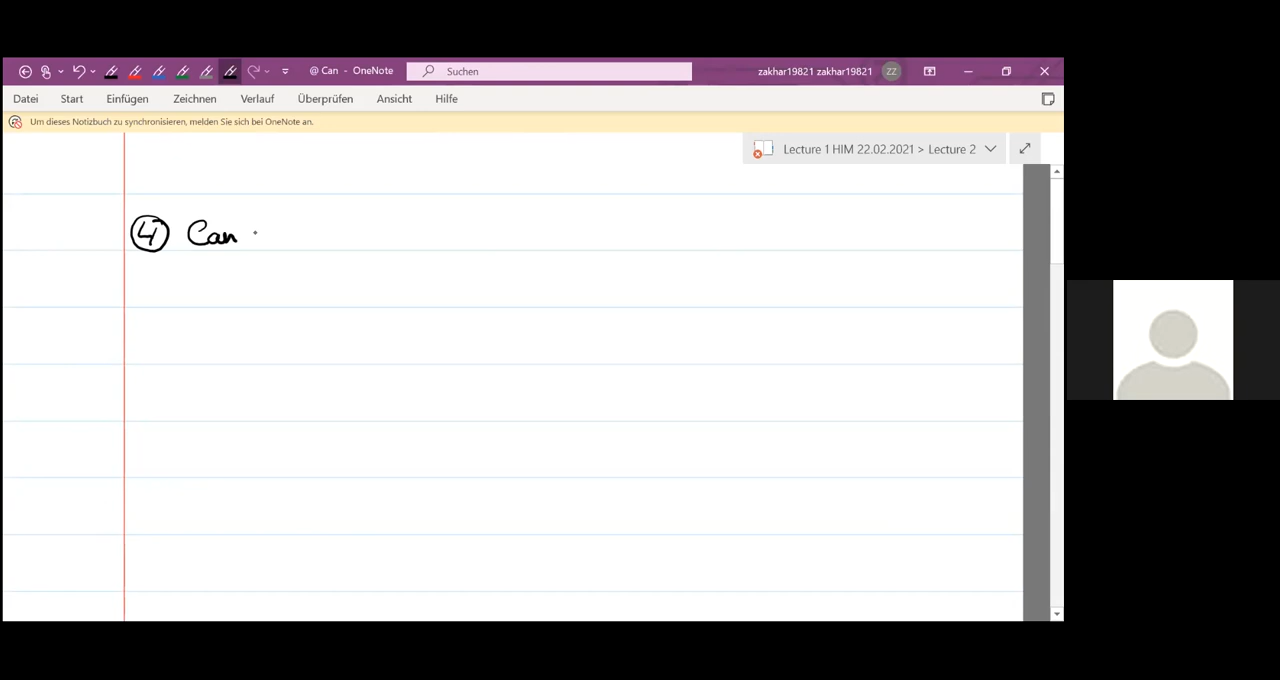 @ Can - OneNote
Suchen
zakhar19821 zakhar19821 ZZ
Datei Start Einfügen Zeichnen Verlauf Überprüfen Ansicht Hilfe
Um dieses Notizbuch zu synchronisieren, melden Sie sich bei OneNote an.
Lecture 1 HIM 22.02.2021 > Lecture 2
④ Can